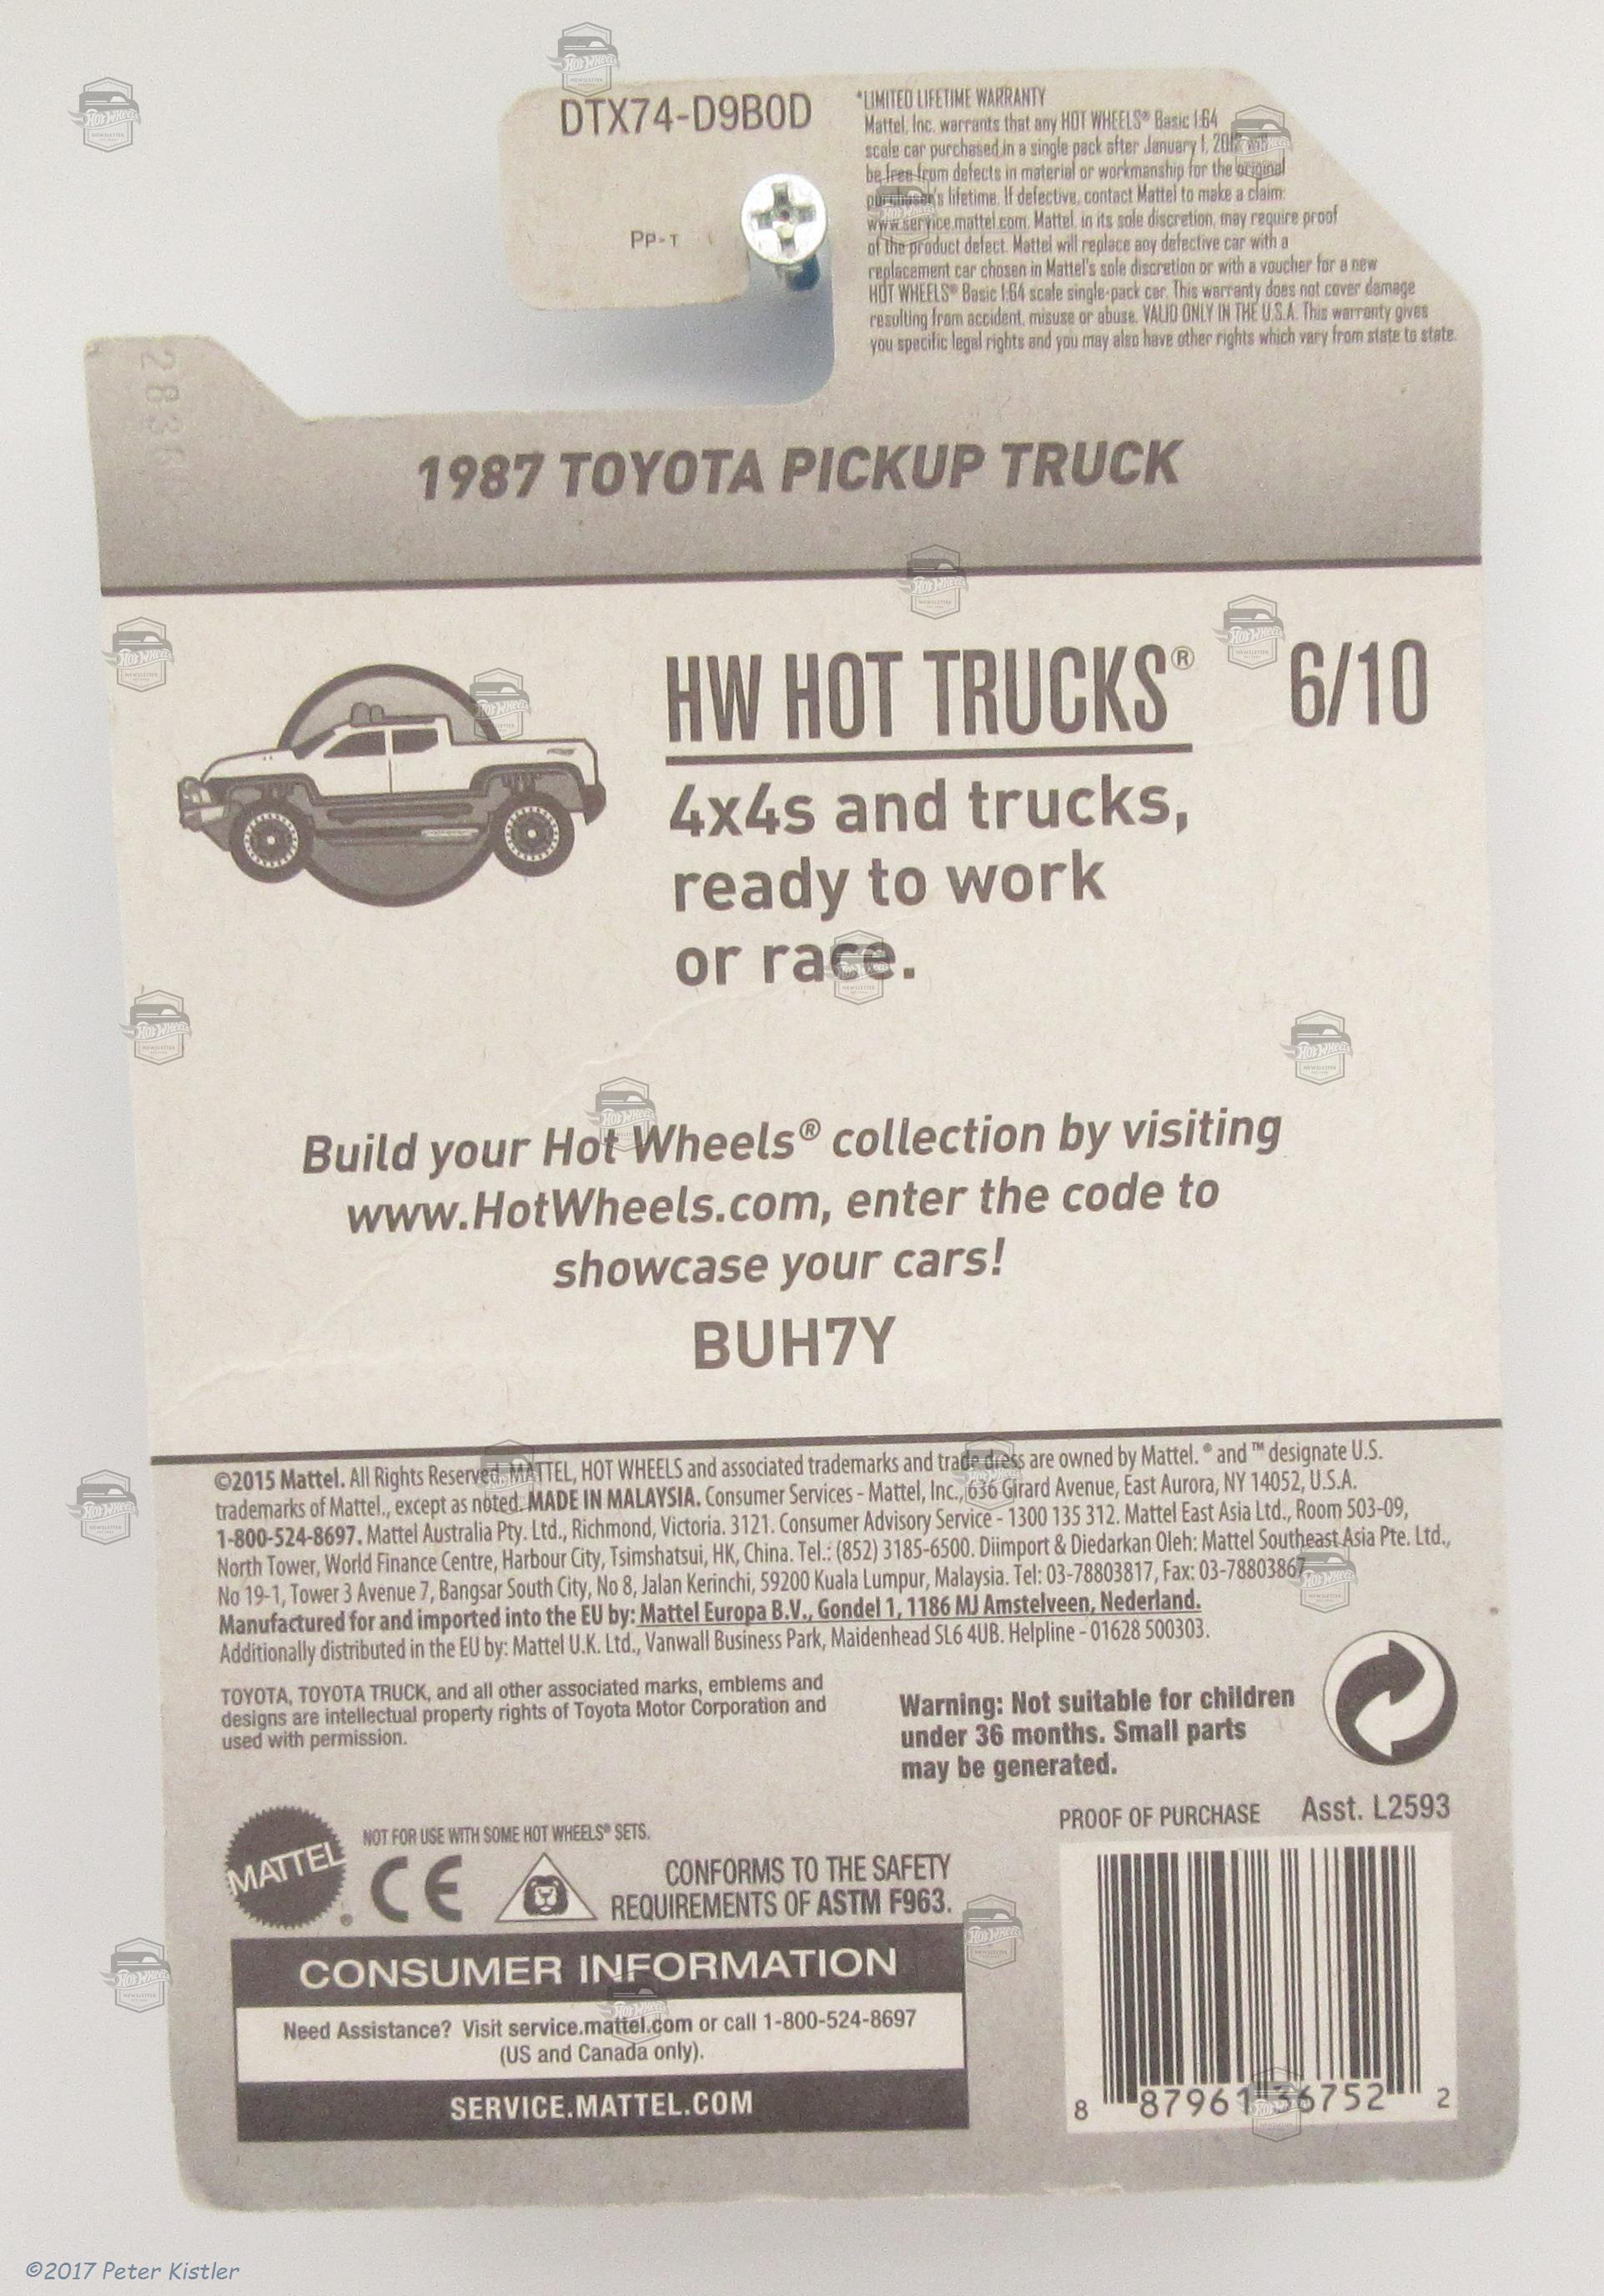 DTX74-D9B0D
PP-T
*LIMITED LIFETIME WARRANTY
Mattel, Inc. warrants that any HOT WHEELS® Basic 1:64
scale car purchased in a single pack after January 1,
be free from defects in material or workmanship for the original
purchaser's lifetime. If defective, contact Mattel to make a claim:
www.service.mattel.com. Mattel, in its sole discretion, may require proof
of the product defect. Mattel will replace any defective car with a
replacement car chosen in Mattel's sole discretion or with a voucher for a new
HOT WHEELS® Basic 1:64 scale single-pack car. This warranty does not cover damage
resulting from accident, misuse or abuse. VALID ONLY IN THE U.S.A. This warranty gives
you specific legal rights and you may also have other rights which vary from state to state.
1987 TOYOTA PICKUP TRUCK
HW HOT TRUCKS® 6/10
4x4s and trucks,
ready to work
or race.
Build your Hot Wheels® collection by visiting
www.HotWheels.com, enter the code to
showcase your cars!
BUH7Y
©2015 Mattel. All Rights Reserved. MATTEL, HOT WHEELS and associated trademarks and trade dress are owned by Mattel. ® and ™ designate U.S.
trademarks of Mattel., except as noted. MADE IN MALAYSIA. Consumer Services - Mattel, Inc., 636 Girard Avenue, East Aurora, NY 14052, U.S.A.
1-800-524-8697. Mattel Australia Pty. Ltd., Richmond, Victoria. 3121. Consumer Advisory Service - 1300 135 312. Mattel East Asia Ltd., Room 503-09,
North Tower, World Finance Centre, Harbour City, Tsimshatsui, HK, China. Tel.: (852) 3185-6500. Diimport & Diedarkan Oleh: Mattel Southeast Asia Pte. Ltd.,
No 19-1, Tower 3 Avenue 7, Bangsar South City, No 8, Jalan Kerinchi, 59200 Kuala Lumpur, Malaysia. Tel: 03-78803817, Fax: 03-78803867
Manufactured for and imported into the EU by: Mattel Europa B.V., Gondel 1, 1186 MJ Amstelveen, Nederland.
Additionally distributed in the EU by: Mattel U.K. Ltd., Vanwall Business Park, Maidenhead SL6 4UB. Helpline - 01628 500303.
TOYOTA, TOYOTA TRUCK, and all other associated marks, emblems and
designs are intellectual property rights of Toyota Motor Corporation and
used with permission.
Warning: Not suitable for children
under 36 months. Small parts
may be generated.
PROOF OF PURCHASE Asst. L2593
NOT FOR USE WITH SOME HOT WHEELS® SETS.
MATTEL ®
CE
CONFORMS TO THE SAFETY
REQUIREMENTS OF ASTM F963.
CONSUMER INFORMATION
Need Assistance? Visit service.mattel.com or call 1-800-524-8697
(US and Canada only).
SERVICE.MATTEL.COM
8 87961 36752 2
©2017 Peter Kistler